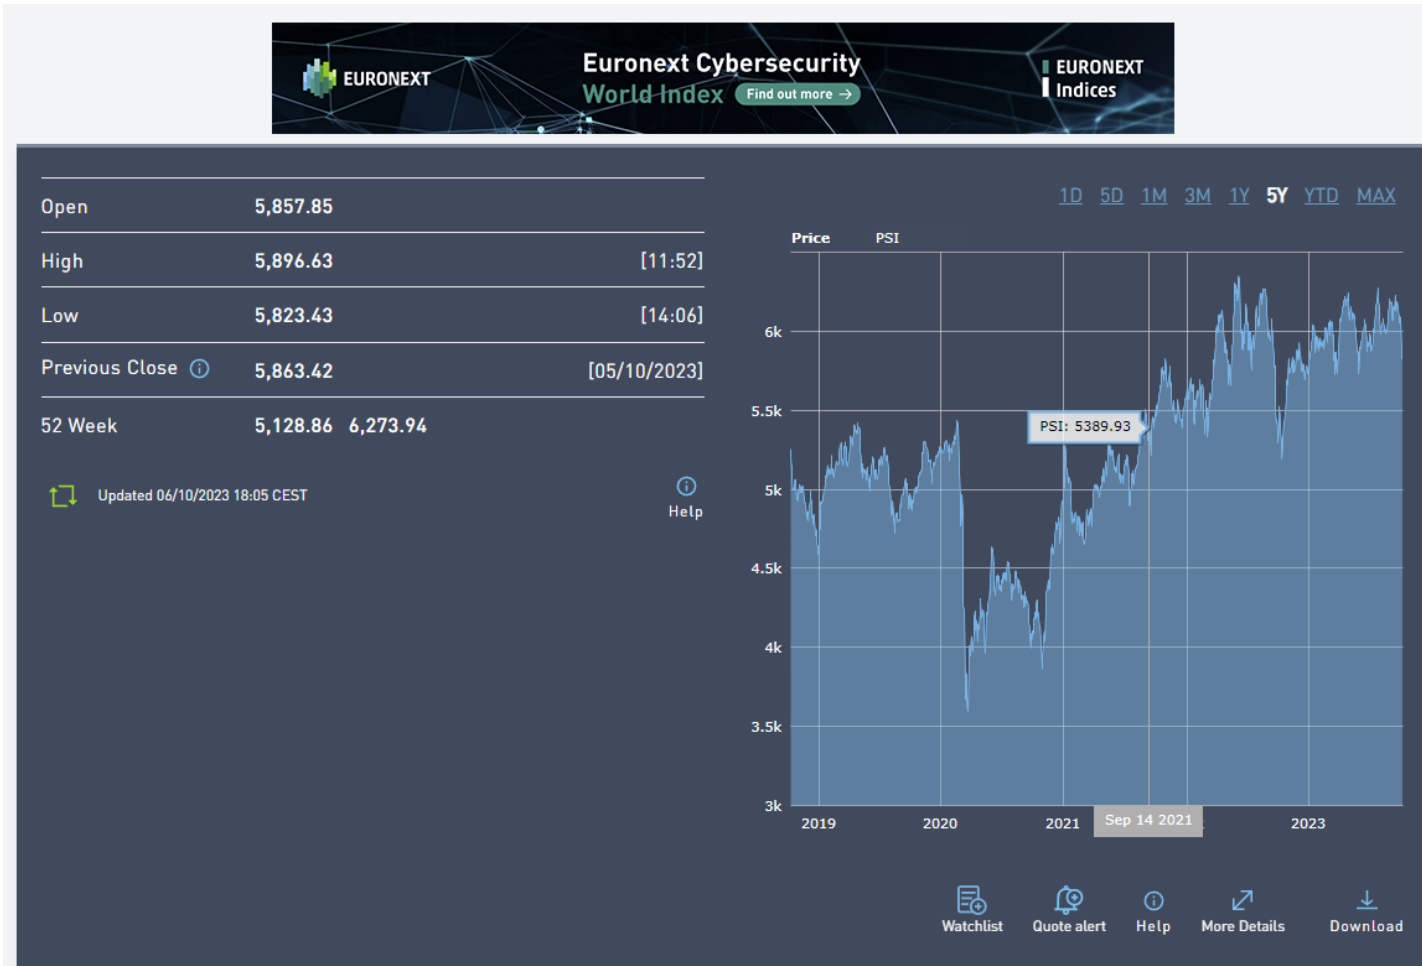 EURONEXT
Euronext Cybersecurity
World Index
Find out more →
EURONEXT
Indices
Open 5,857.85
High 5,896.63 [11:52]
Low 5,823.43 [14:06]
Previous Close 5,863.42 [05/10/2023]
52 Week 5,128.86 6,273.94
Updated 06/10/2023 18:05 CEST
Help
1D 5D 1M 3M 1Y 5Y YTD MAX
Price PSI
6k
5.5k
PSI: 5389.93
5k
4.5k
4k
3.5k
3k
2019 2020 2021 Sep 14 2021 2023
Watchlist Quote alert Help More Details Download